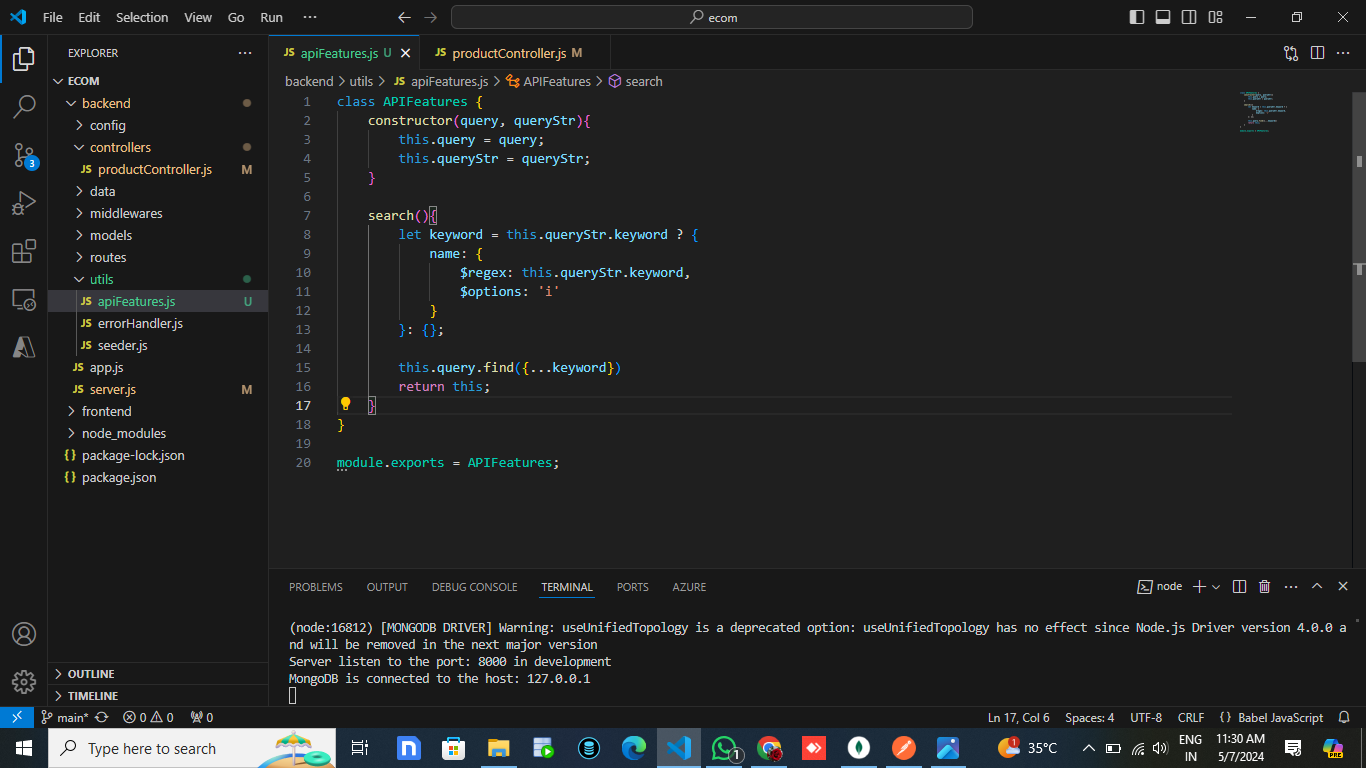 File Edit Selection View Go Run ··· ecom
EXPLORER ···
apiFeatures.js U
productController.js M
ECOM
backend
config
controllers
productController.js M
data
middlewares
models
routes
utils
apiFeatures.js U
errorHandler.js
seeder.js
app.js
server.js M
frontend
node_modules
package-lock.json
package.json
OUTLINE
TIMELINE
3
backend > utils > JS apiFeatures.js > APIFeatures > search
1 class APIFeatures {
2 constructor(query, queryStr){
3 this.query = query;
4 this.queryStr = queryStr;
5 }
6
7 search(){
8 let keyword = this.queryStr.keyword ? {
9 name: {
10 $regex: this.queryStr.keyword,
11 $options: 'i'
12 }
13 }: {};
14
15 this.query.find({...keyword})
16 return this;
17 }
18 }
19
20 module.exports = APIFeatures;
PROBLEMS OUTPUT DEBUG CONSOLE TERMINAL PORTS AZURE
node
(node:16812) [MONGODB DRIVER] Warning: useUnifiedTopology is a deprecated option: useUnifiedTopology has no effect since Node.js Driver version 4.0.0 a
nd will be removed in the next major version
Server listen to the port: 8000 in development
MongoDB is connected to the host: 127.0.0.1
main* 0 0 0 Ln 17, Col 6 Spaces: 4 UTF-8 CRLF {} Babel JavaScript
Type here to search
1
1
35°C
ENG
IN
11:30 AM
5/7/2024
PRE